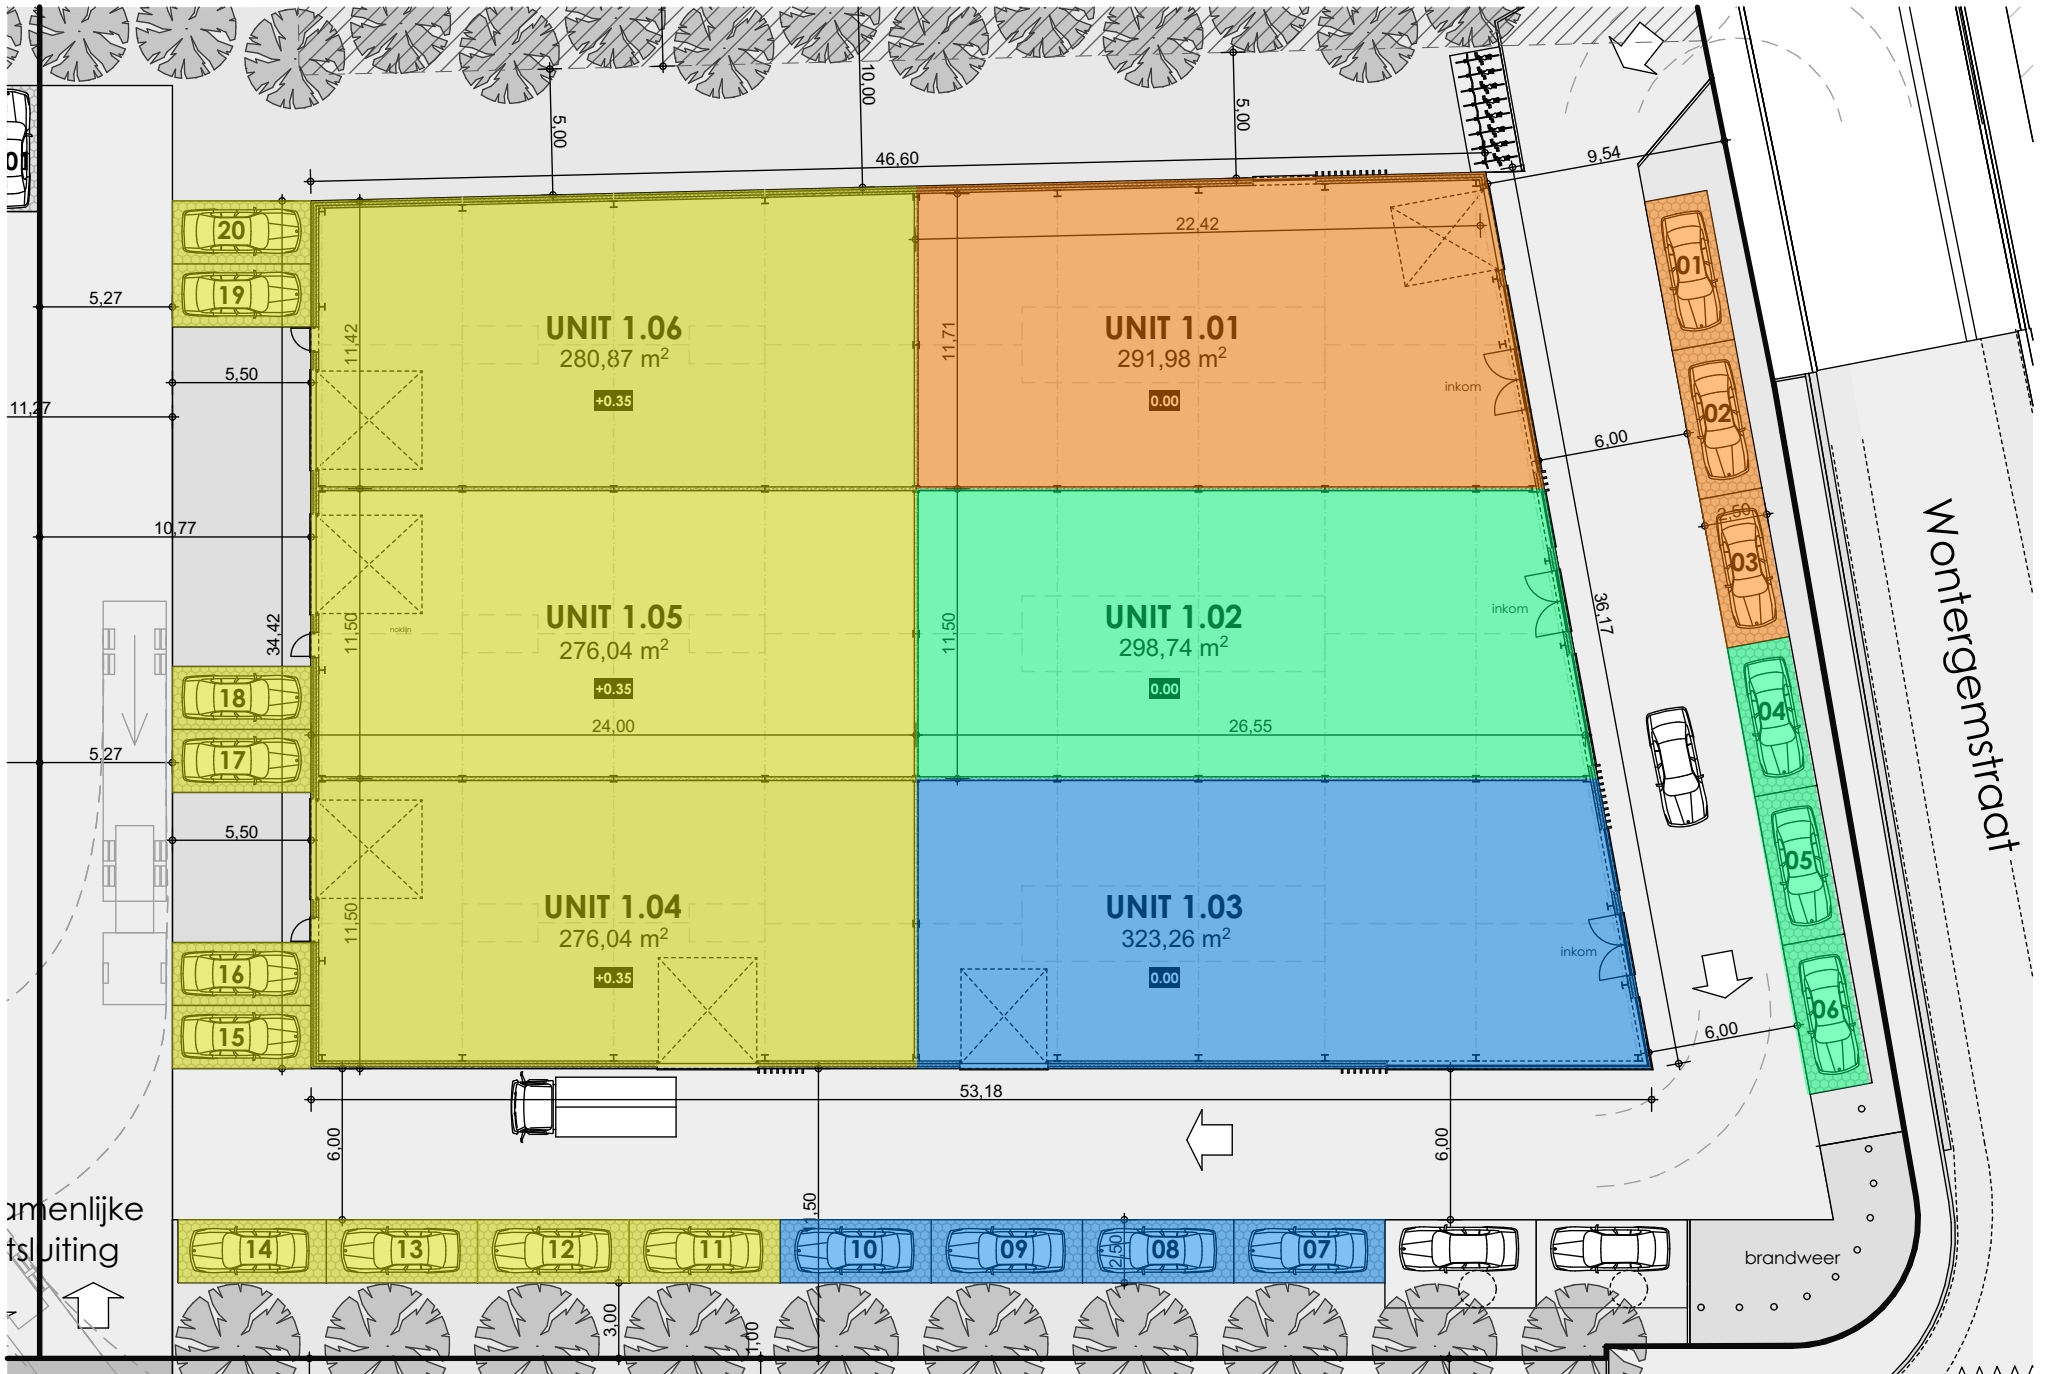 10,00
5,00
5,00
46,60
9,54
01
20
19
5,27
5,50
11,27
10,77
34,42
18
17
5,27
5,50
16
15
11,42
UNIT 1.06
280,87 m²
+0.35
22,42
11,71
UNIT 1.01
291,98 m²
0.00
inkom
01
02
6,00
2,50
03
11,50
noklijn
UNIT 1.05
276,04 m²
+0.35
24,00
11,50
UNIT 1.02
298,74 m²
0.00
26,55
inkom
36,17
04
05
06
Wontergemstraat
11,50
UNIT 1.04
276,04 m²
+0.35
UNIT 1.03
323,26 m²
0.00
inkom
6,00
53,18
6,00
6,00
amenlijke
tsluiting
1,50
14
13
12
11
10
09
08
2,50
07
brandweer
3,00
1,00